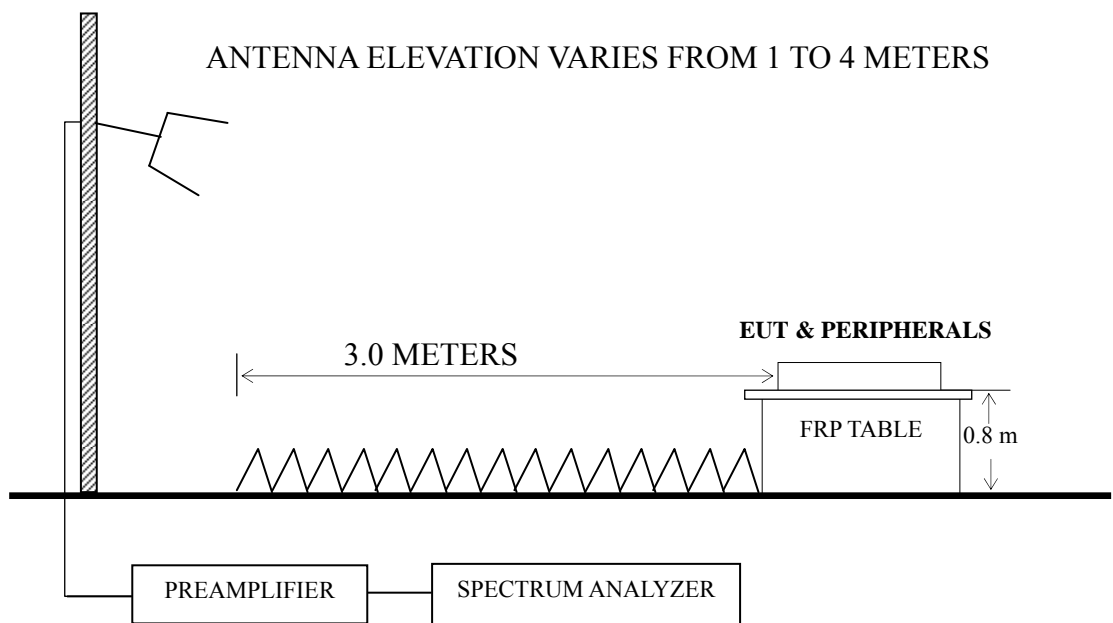 ANTENNA ELEVATION VARIES FROM 1 TO 4 METERS
EUT & PERIPHERALS
3.0 METERS
FRP TABLE
0.8 m
PREAMPLIFIER
SPECTRUM ANALYZER